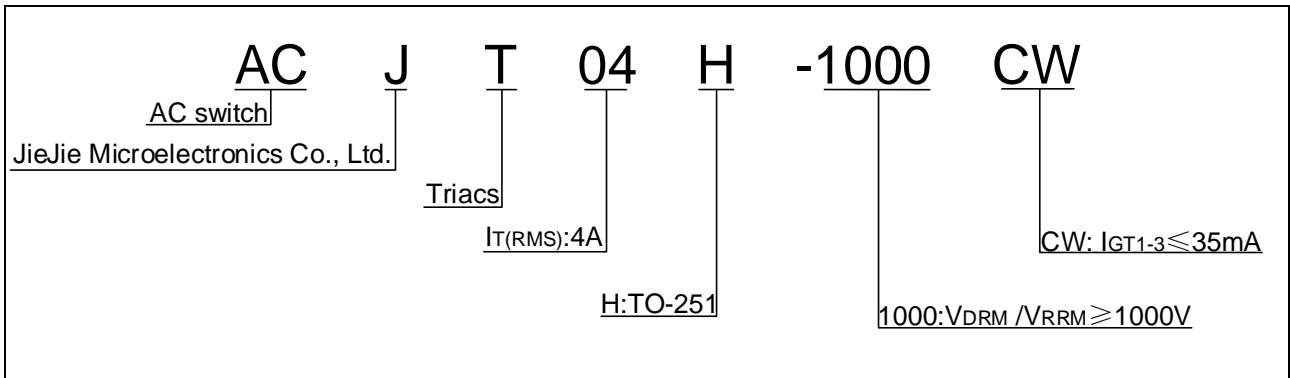 AC J T 04 H -1000 CW
AC switch
JieJie Microelectronics Co., Ltd.
Triacs
IT(RMS):4A
CW: IGT1-3≤35mA
H:TO-251
1000:VDRM /VRRM≥1000V